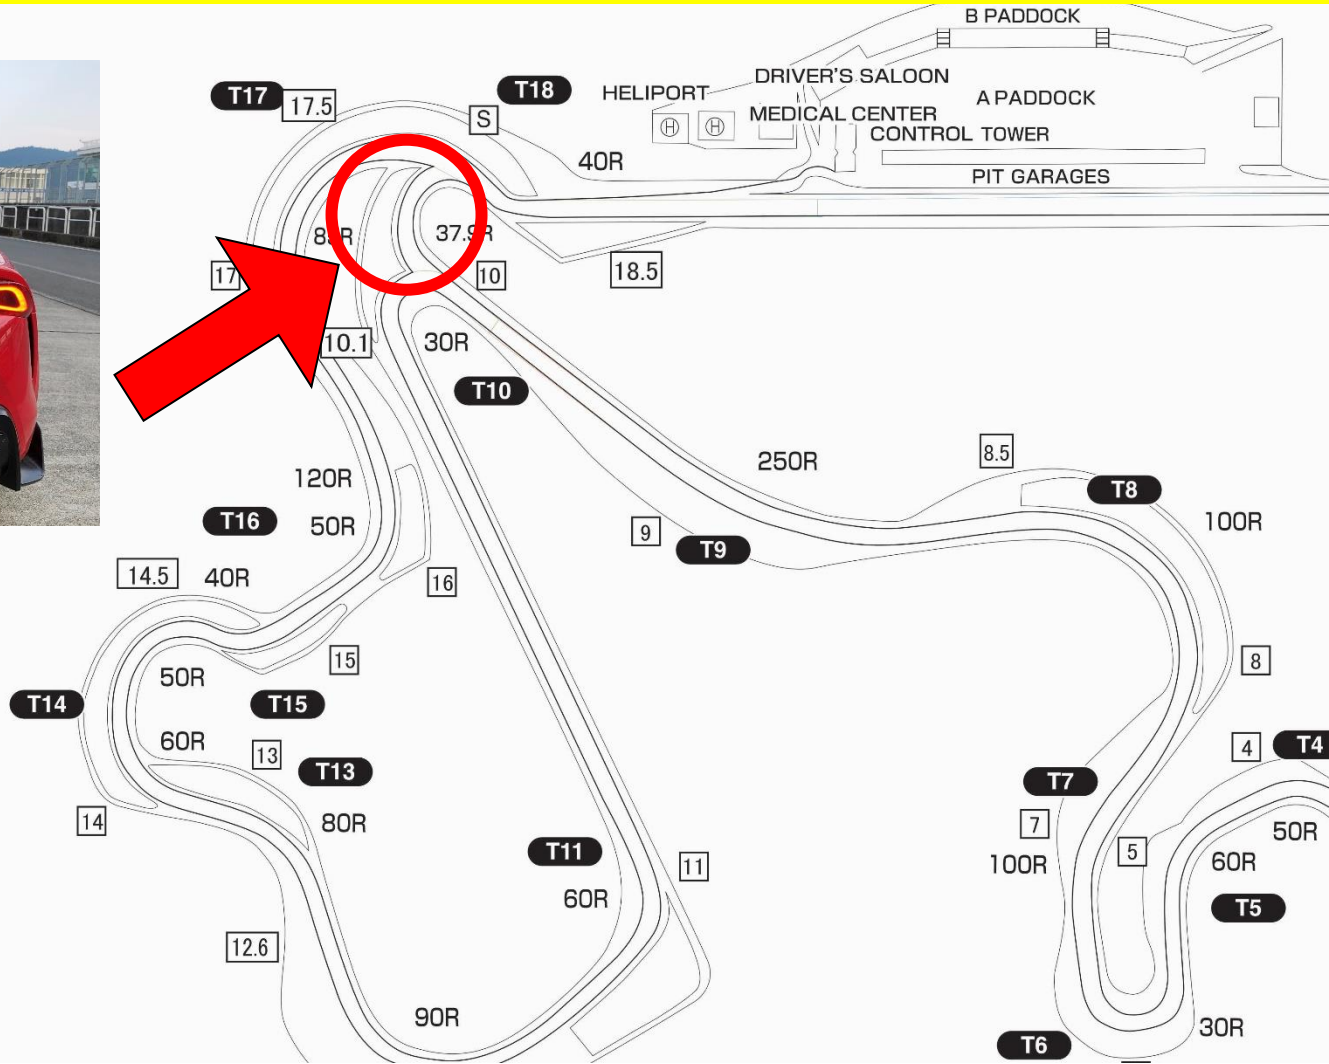 B PADDOCK
T17
17.5
T18
HELIPORT
DRIVER'S SALOON
A PADDOCK
S
H
H
MEDICAL CENTER
CONTROL TOWER
40R
PIT GARAGES
37.9R
17
10
18.5
10.1
30R
T10
250R
8.5
T8
100R
120R
T16
50R
9
T9
14.5
40R
16
15
8
50R
T14
T15
60R
13
T13
4
T4
T7
14
80R
7
50R
T11
11
5
100R
60R
60R
T5
12.6
90R
30R
T6